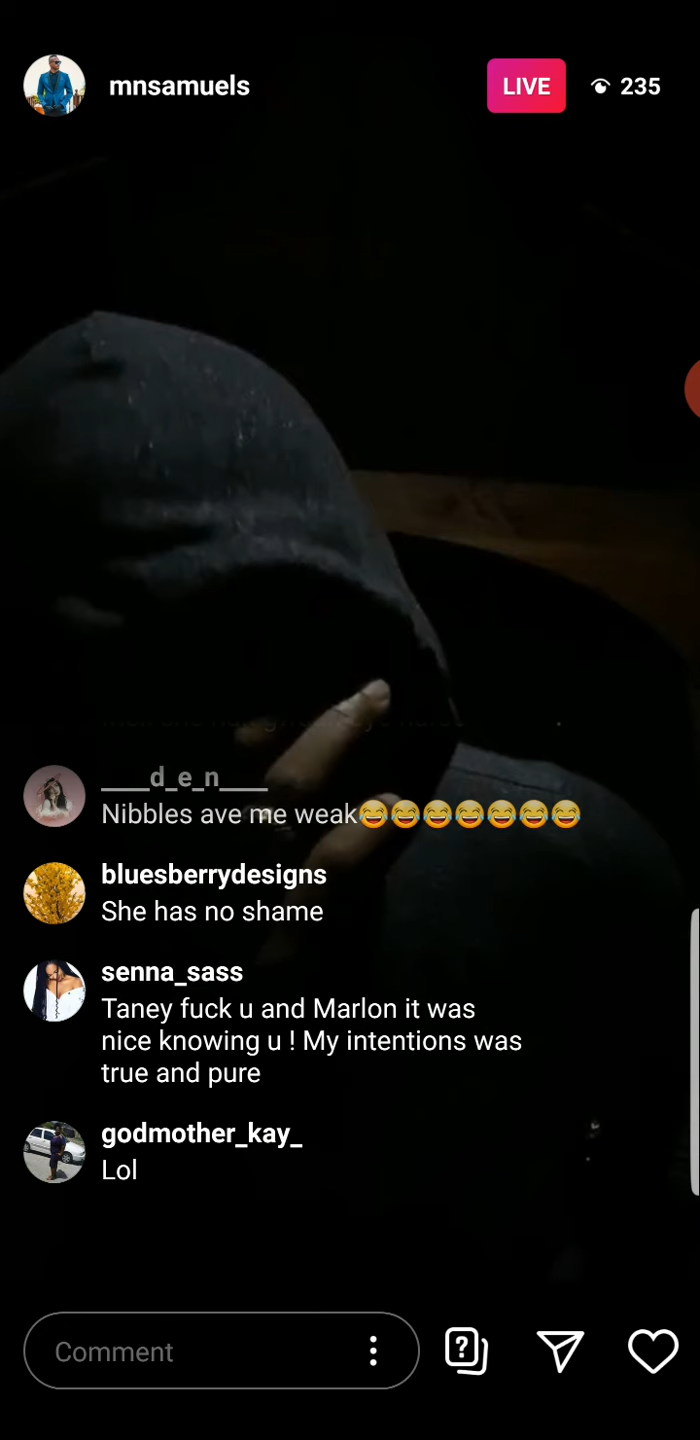 mnsamuels
LIVE
235
____d_e_n____
Nibbles ave me weak😂😂😂😂😂😂😂
bluesberrydesigns
She has no shame
senna_sass
Taney fuck u and Marlon it was
nice knowing u ! My intentions was
true and pure
godmother_kay_
Lol
Comment